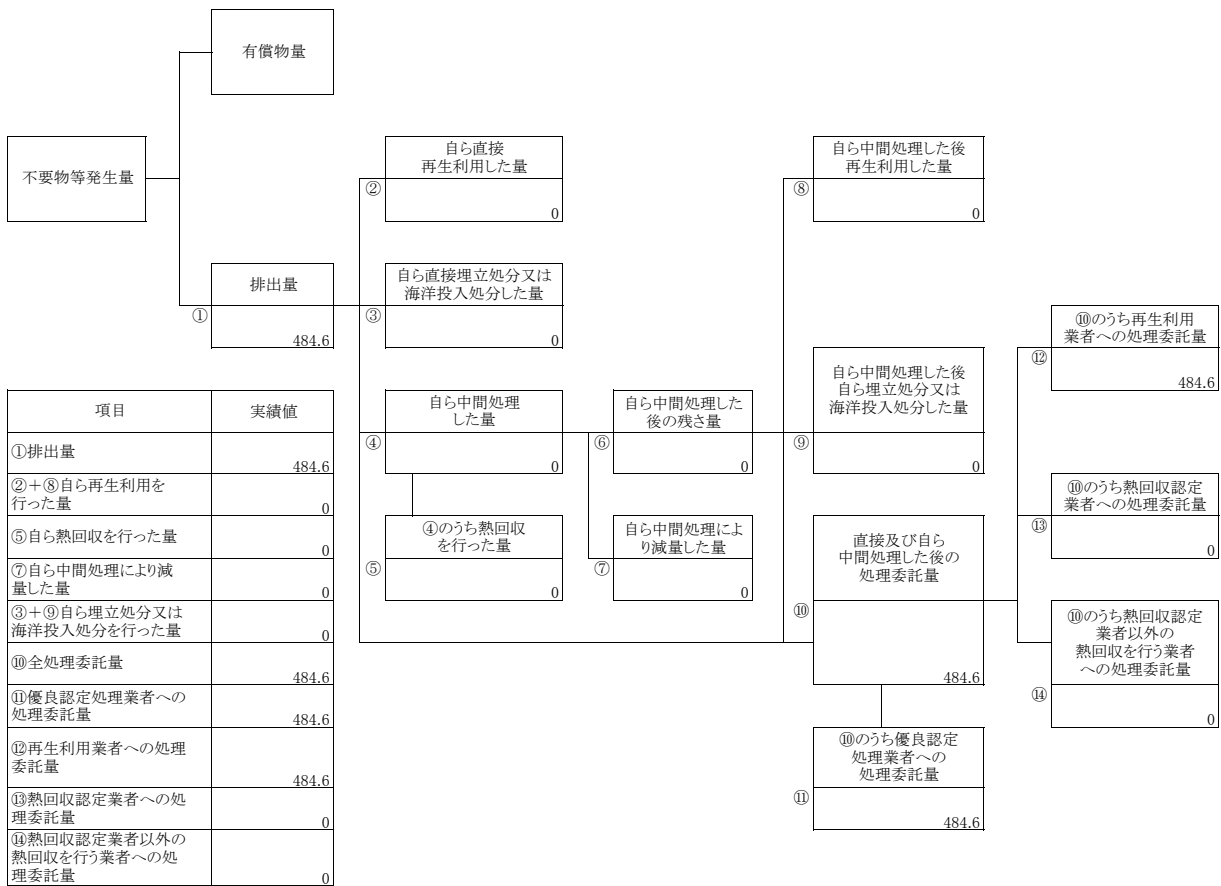 有償物量
不要物等発生量
自ら直接
再生利用した量
②
0
自ら中間処理した後
再生利用した量
⑧
0
排出量
①
484.6
自ら直接埋立処分又は
海洋投入処分した量
③
0
⑩のうち再生利用
業者への処理委託量
⑫
484.6
自ら中間処理
した量
④
0
自ら中間処理した
後の残さ量
⑥
0
自ら中間処理した後
自ら埋立処分又は
海洋投入処分した量
⑨
0
④のうち熱回収
を行った量
⑤
0
自ら中間処理によ
り減量した量
⑦
0
直接及び自ら
中間処理した後の
処理委託量
⑩
484.6
⑩のうち熱回収認定
業者への処理委託量
⑬
0
⑩のうち熱回収認定
業者以外の
熱回収を行う業者
への処理委託量
⑭
0
⑩のうち優良認定
処理業者への
処理委託量
⑪
484.6
項目 実績値
①排出量
484.6
②＋⑧自ら再生利用を
行った量
0
⑤自ら熱回収を行った量
0
⑦自ら中間処理により減
量した量
0
③＋⑨自ら埋立処分又は
海洋投入処分を行った量
0
⑩全処理委託量
484.6
⑪優良認定処理業者への
処理委託量
484.6
⑫再生利用業者への処理
委託量
484.6
⑬熱回収認定業者への処
理委託量
0
⑭熱回収認定業者以外の
熱回収を行う業者への処
理委託量
0